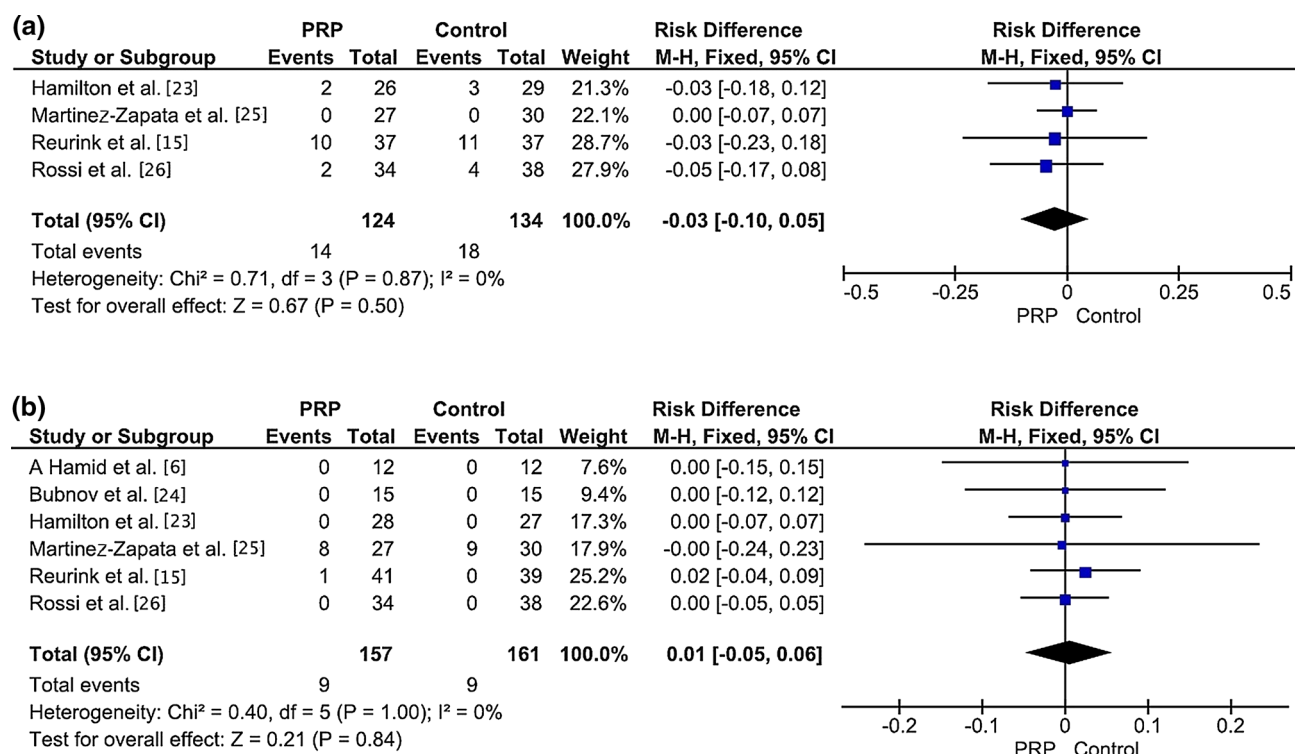 (a)
PRP Control Risk Difference Risk Difference
Study or Subgroup Events Total Events Total Weight M-H, Fixed, 95% CI M-H, Fixed, 95% CI
Hamilton et al. [23] 2 26 3 29 21.3% -0.03 [-0.18, 0.12]
Martinez-Zapata et al. [25] 0 27 0 30 22.1% 0.00 [-0.07, 0.07]
Reurink et al. [15] 10 37 11 37 28.7% -0.03 [-0.23, 0.18]
Rossi et al. [26] 2 34 4 38 27.9% -0.05 [-0.17, 0.08]
Total (95% CI) 124 134 100.0% -0.03 [-0.10, 0.05]
Total events 14 18
Heterogeneity: Chi² = 0.71, df = 3 (P = 0.87); I² = 0%
Test for overall effect: Z = 0.67 (P = 0.50)
-0.5 -0.25 0 0.25 0.5
PRP Control
(b)
PRP Control Risk Difference Risk Difference
Study or Subgroup Events Total Events Total Weight M-H, Fixed, 95% CI M-H, Fixed, 95% CI
A Hamid et al. [6] 0 12 0 12 7.6% 0.00 [-0.15, 0.15]
Bubnov et al. [24] 0 15 0 15 9.4% 0.00 [-0.12, 0.12]
Hamilton et al. [23] 0 28 0 27 17.3% 0.00 [-0.07, 0.07]
Martinez-Zapata et al. [25] 8 27 9 30 17.9% -0.00 [-0.24, 0.23]
Reurink et al. [15] 1 41 0 39 25.2% 0.02 [-0.04, 0.09]
Rossi et al. [26] 0 34 0 38 22.6% 0.00 [-0.05, 0.05]
Total (95% CI) 157 161 100.0% 0.01 [-0.05, 0.06]
Total events 9 9
Heterogeneity: Chi² = 0.40, df = 5 (P = 1.00); I² = 0%
Test for overall effect: Z = 0.21 (P = 0.84)
-0.2 -0.1 0 0.1 0.2
PRP Control